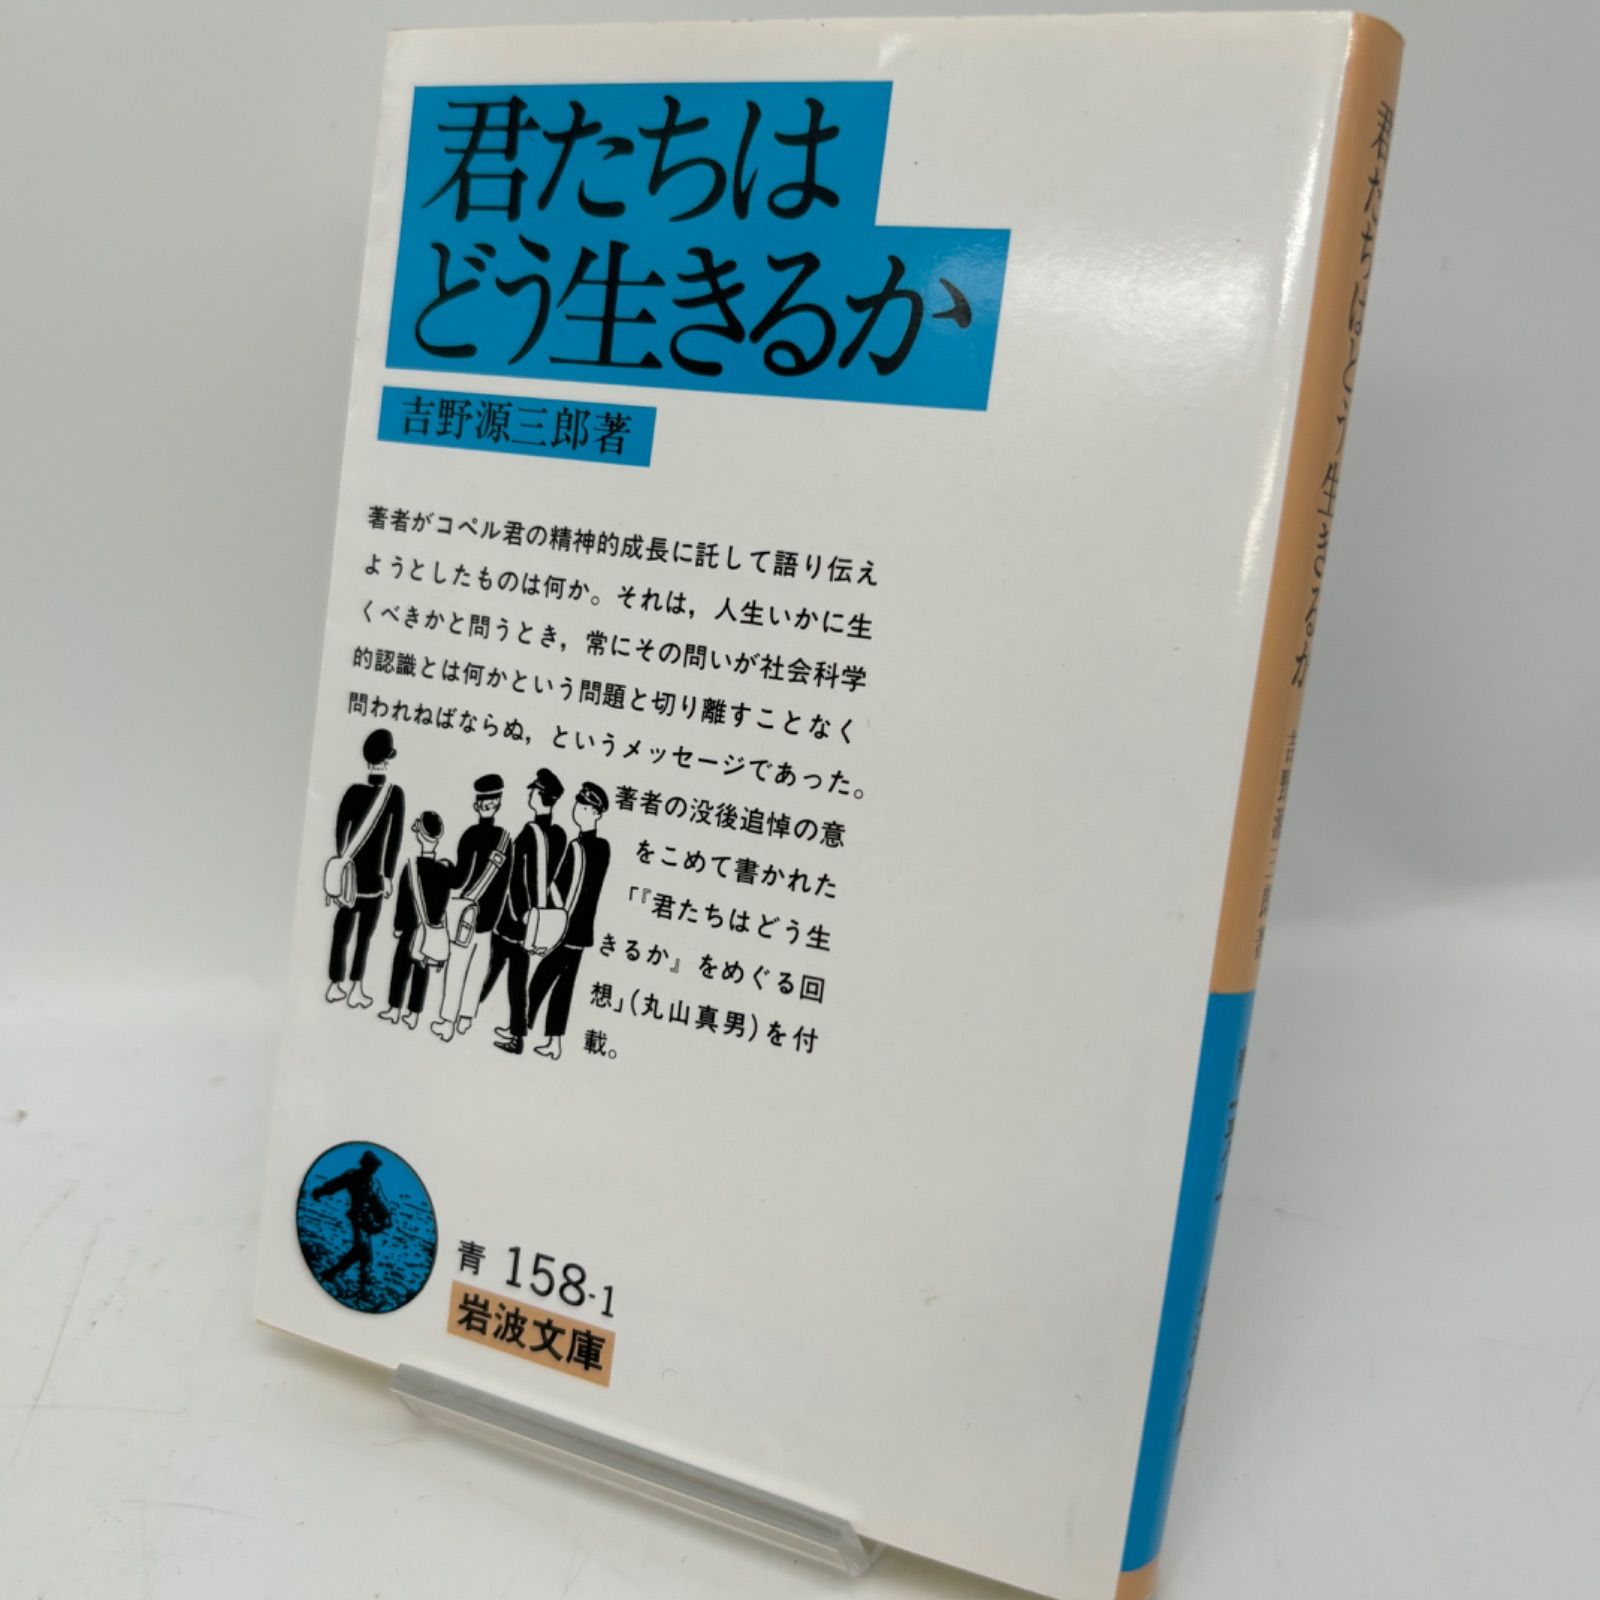 君たちは
どう生きるか
吉野源三郎著
著者がコペル君の精神的成長に託して語り伝え
ようとしたものは何か。それは，人生いかに生
くべきかと問うとき，常にその問いが社会科学
的認識とは何かという問題と切り離すことなく
問われねばならぬ，というメッセージであった。
著者の没後追悼の意
をこめて書かれた
「『君たちはどう生
きるか』をめぐる回
想」(丸山真男)を付
載。
青 158-1
岩波文庫
君たちはどう生きるか 吉野源三郎著